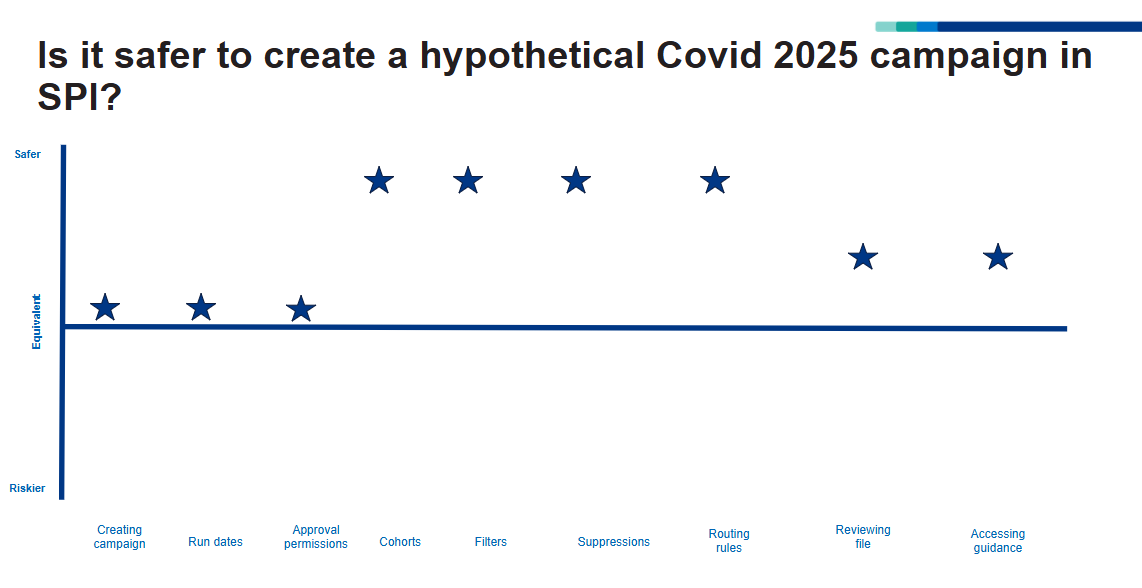 Is it safer to create a hypothetical Covid 2025 campaign in
SPI?
Safer
Equivalent
Riskier
Creating
campaign
Run dates
Approval
permissions
Cohorts
Filters
Suppressions
Routing
rules
Reviewing
file
Accessing
guidance